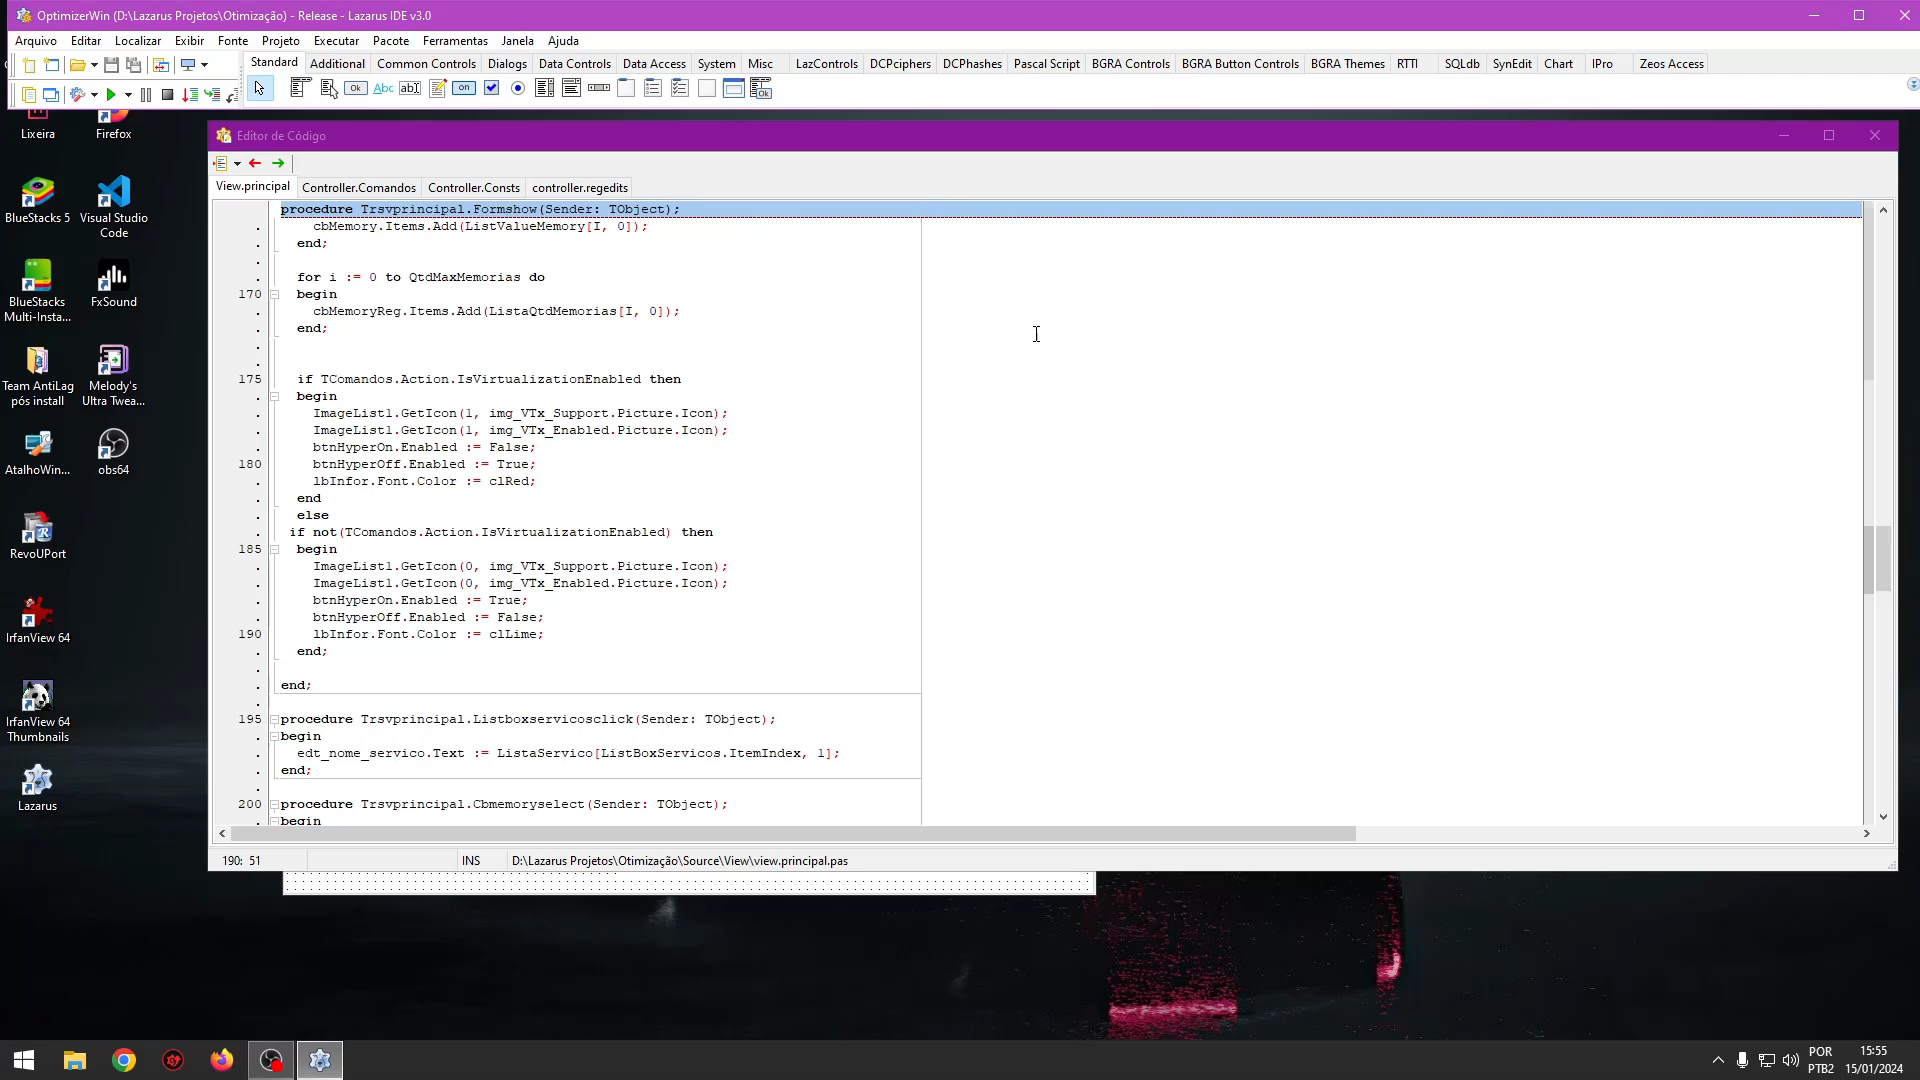 OptimizerWin (D:\Lazarus Projetos\Otimização) - Release - Lazarus IDE v3.0
Arquivo Editar Localizar Exibir Fonte Projeto Executar Pacote Ferramentas Janela Ajuda
Standard Additional Common Controls Dialogs Data Controls Data Access System Misc LazControls DCPciphers DCPhashes Pascal Script BGRA Controls BGRA Button Controls BGRA Themes RTTI SQLdb SynEdit Chart IPro Zeos Access
Ok Abc ab on Ok
Lixeira
Firefox
BlueStacks 5
Visual Studio
Code
BlueStacks
Multi-Insta...
FxSound
Team AntiLag
pós install
Melody's
Ultra Twea...
AtalhoWin...
obs64
RevoUPort
IrfanView 64
IrfanView 64
Thumbnails
Lazarus
Editor de Código
View.principal Controller.Comandos Controller.Consts controller.regedits
procedure Trsvprincipal.Formshow(Sender: TObject);
. cbMemory.Items.Add(ListValueMemory[I, 0]);
. end;
.
. for i := 0 to QtdMaxMemorias do
170 begin
. cbMemoryReg.Items.Add(ListaQtdMemorias[I, 0]);
. end;
.
.
175 if TComandos.Action.IsVirtualizationEnabled then
. begin
. ImageList1.GetIcon(1, img_VTx_Support.Picture.Icon);
. ImageList1.GetIcon(1, img_VTx_Enabled.Picture.Icon);
. btnHyperOn.Enabled := False;
180 btnHyperOff.Enabled := True;
. lbInfor.Font.Color := clRed;
. end
. else
. if not(TComandos.Action.IsVirtualizationEnabled) then
185 begin
. ImageList1.GetIcon(0, img_VTx_Support.Picture.Icon);
. ImageList1.GetIcon(0, img_VTx_Enabled.Picture.Icon);
. btnHyperOn.Enabled := True;
. btnHyperOff.Enabled := False;
190 lbInfor.Font.Color := clLime;
. end;
.
. end;
.
195 procedure Trsvprincipal.Listboxservicosclick(Sender: TObject);
. begin
. edt_nome_servico.Text := ListaServico[ListBoxServicos.ItemIndex, 1];
. end;
.
200 procedure Trsvprincipal.Cbmemoryselect(Sender: TObject);
. begin
190: 51 INS D:\Lazarus Projetos\Otimização\Source\View\view.principal.pas
POR
PTB2
15:55
15/01/2024